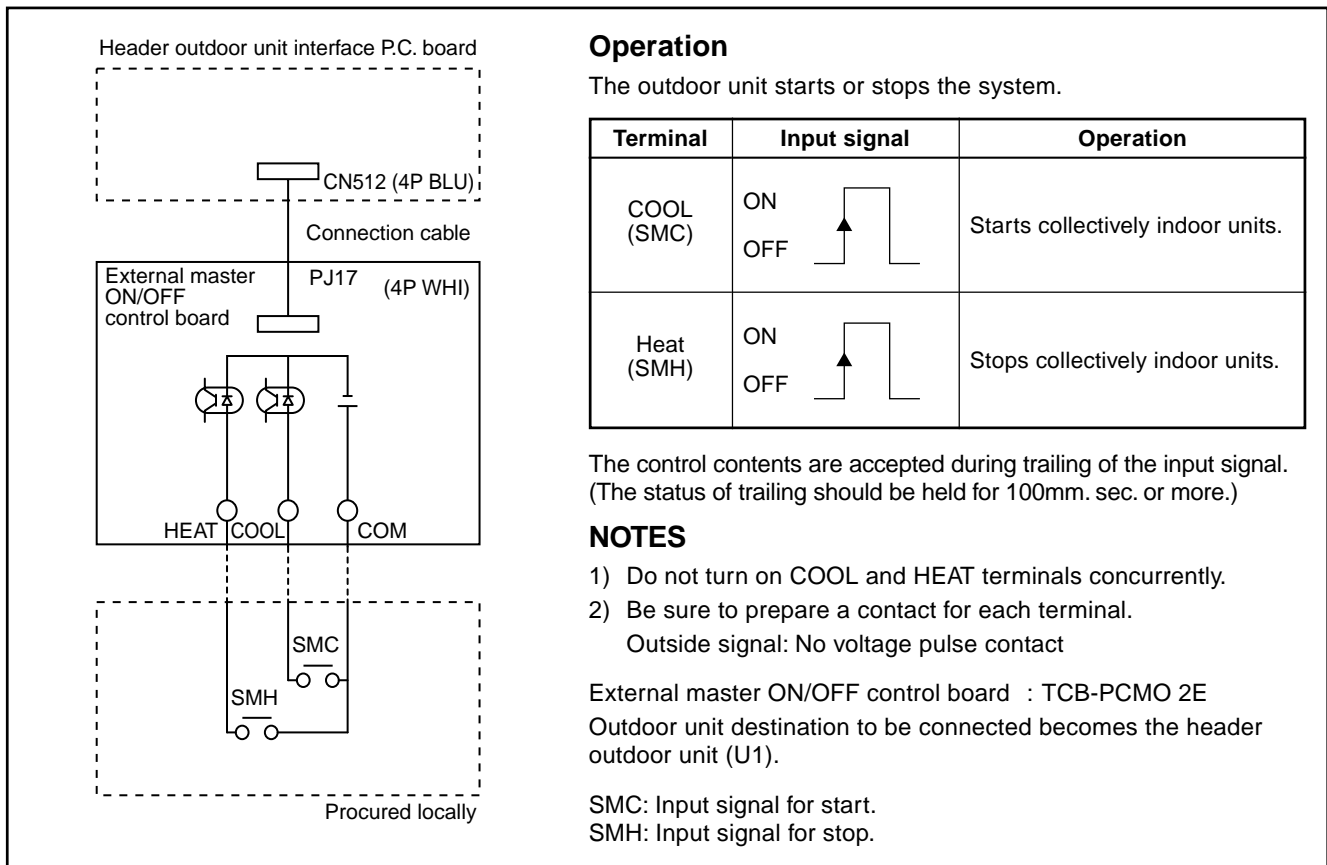 Header outdoor unit interface P.C. board
CN512 (4P BLU)
Connection cable
External master
ON/OFF
control board
PJ17
(4P WHI)
HEAT
COOL
COM
SMC
SMH
Procured locally
Operation
The outdoor unit starts or stops the system.
Terminal Input signal Operation
COOL
(SMC)
ON
OFF
Starts collectively indoor units.
Heat
(SMH)
ON
OFF
Stops collectively indoor units.
The control contents are accepted during trailing of the input signal.
(The status of trailing should be held for 100mm. sec. or more.)
NOTES
1) Do not turn on COOL and HEAT terminals concurrently.
2) Be sure to prepare a contact for each terminal.
Outside signal: No voltage pulse contact
External master ON/OFF control board : TCB-PCMO 2E
Outdoor unit destination to be connected becomes the header
outdoor unit (U1).
SMC: Input signal for start.
SMH: Input signal for stop.